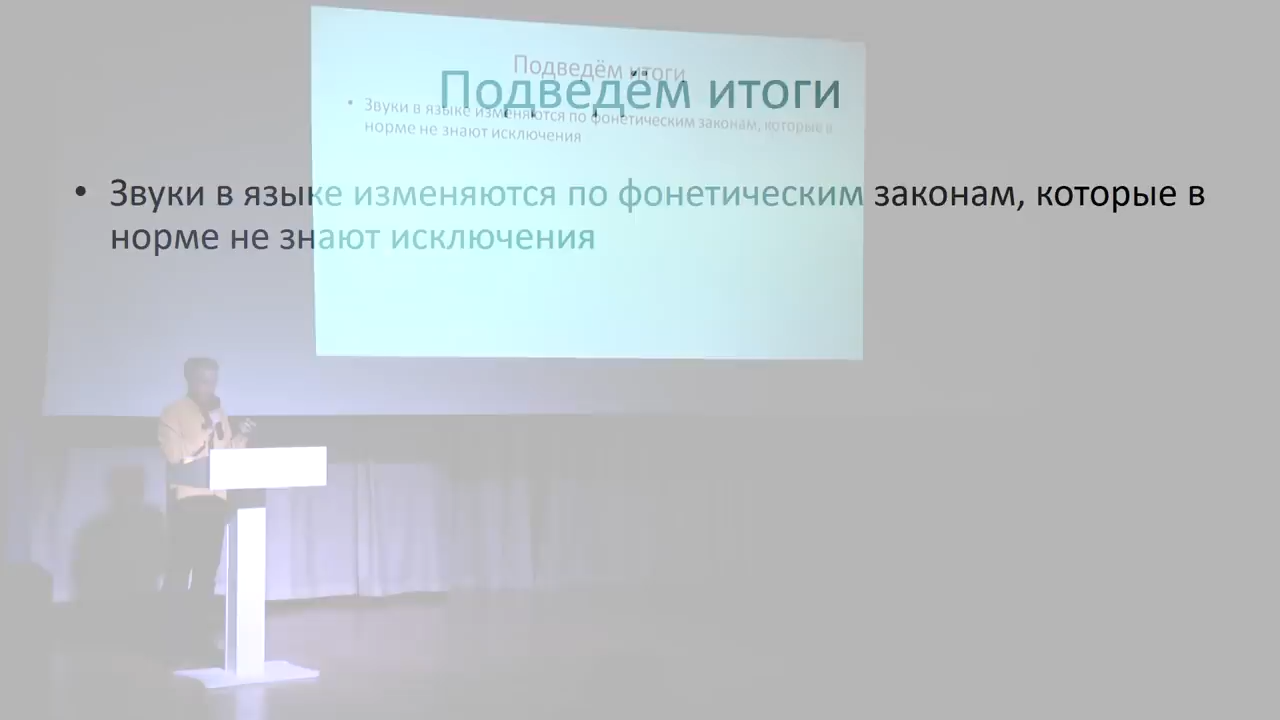 Подведём итоги
Подведём итоги
• Звуки в языке изменяются по фонетическим законам, которые в
норме не знают исключения
• Звуки в языке изменяются по фонетическим законам, которые в
норме не знают исключения